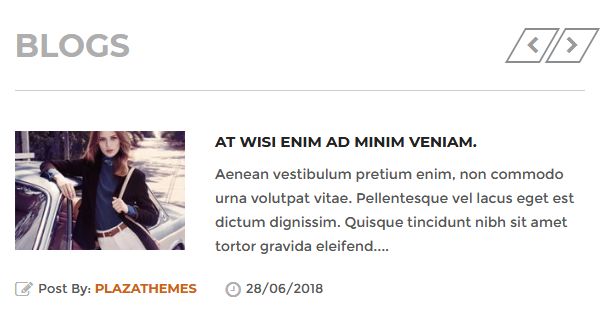 BLOGS
AT WISI ENIM AD MINIM VENIAM.
Aenean vestibulum pretium enim, non commodo
urna volutpat vitae. Pellentesque vel lacus eget est
dictum dignissim. Quisque tincidunt nibh sit amet
tortor gravida eleifend....
Post By: PLAZATHEMES 28/06/2018